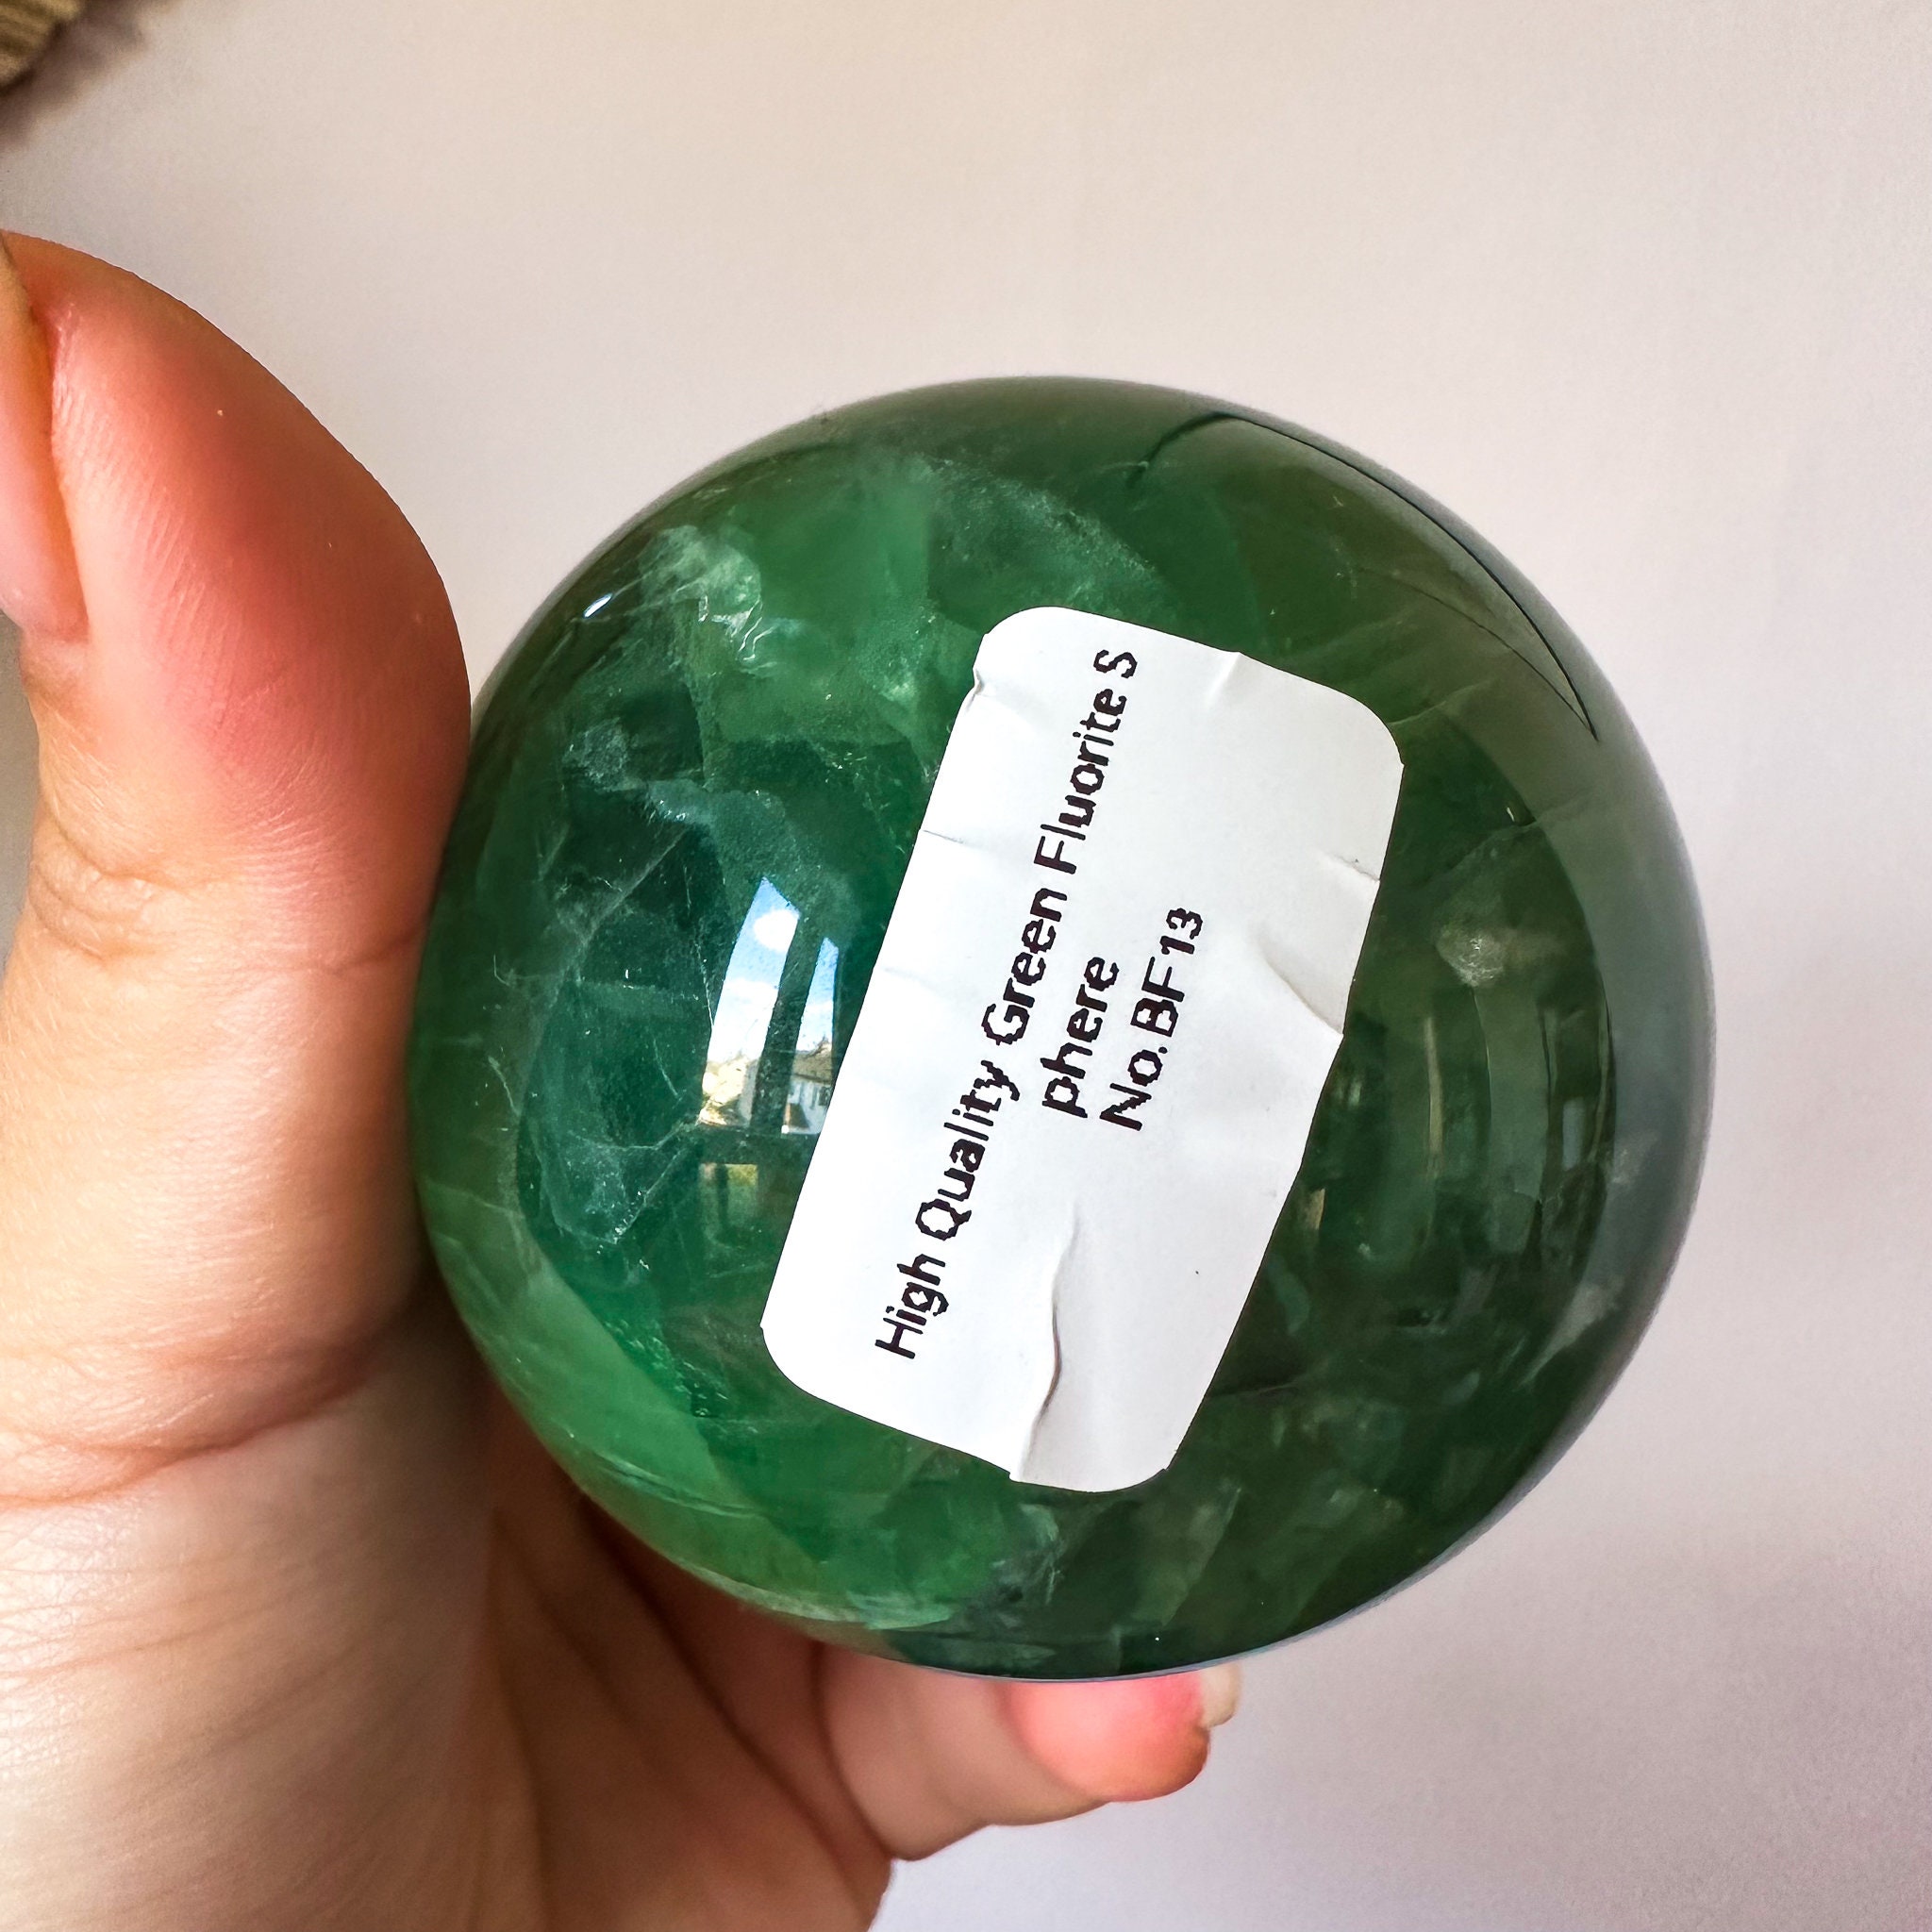 High Quality Green Fluorite S
phere
No.BF13